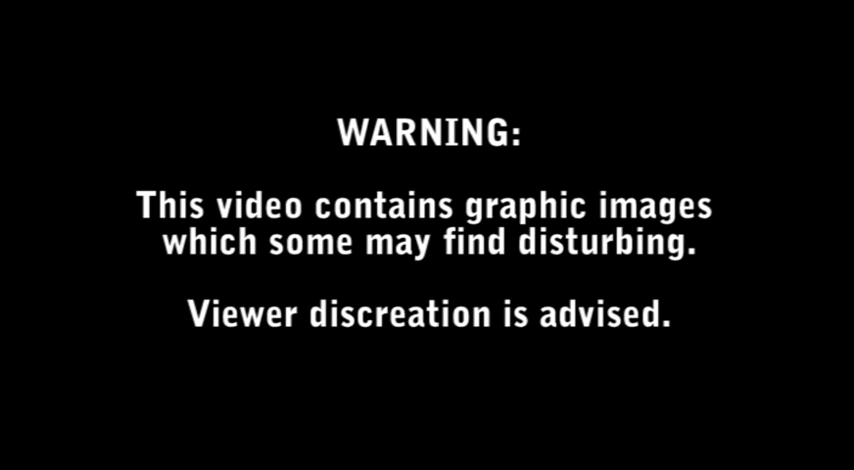 WARNING:
This video contains graphic images
which some may find disturbing.
Viewer discreation is advised.